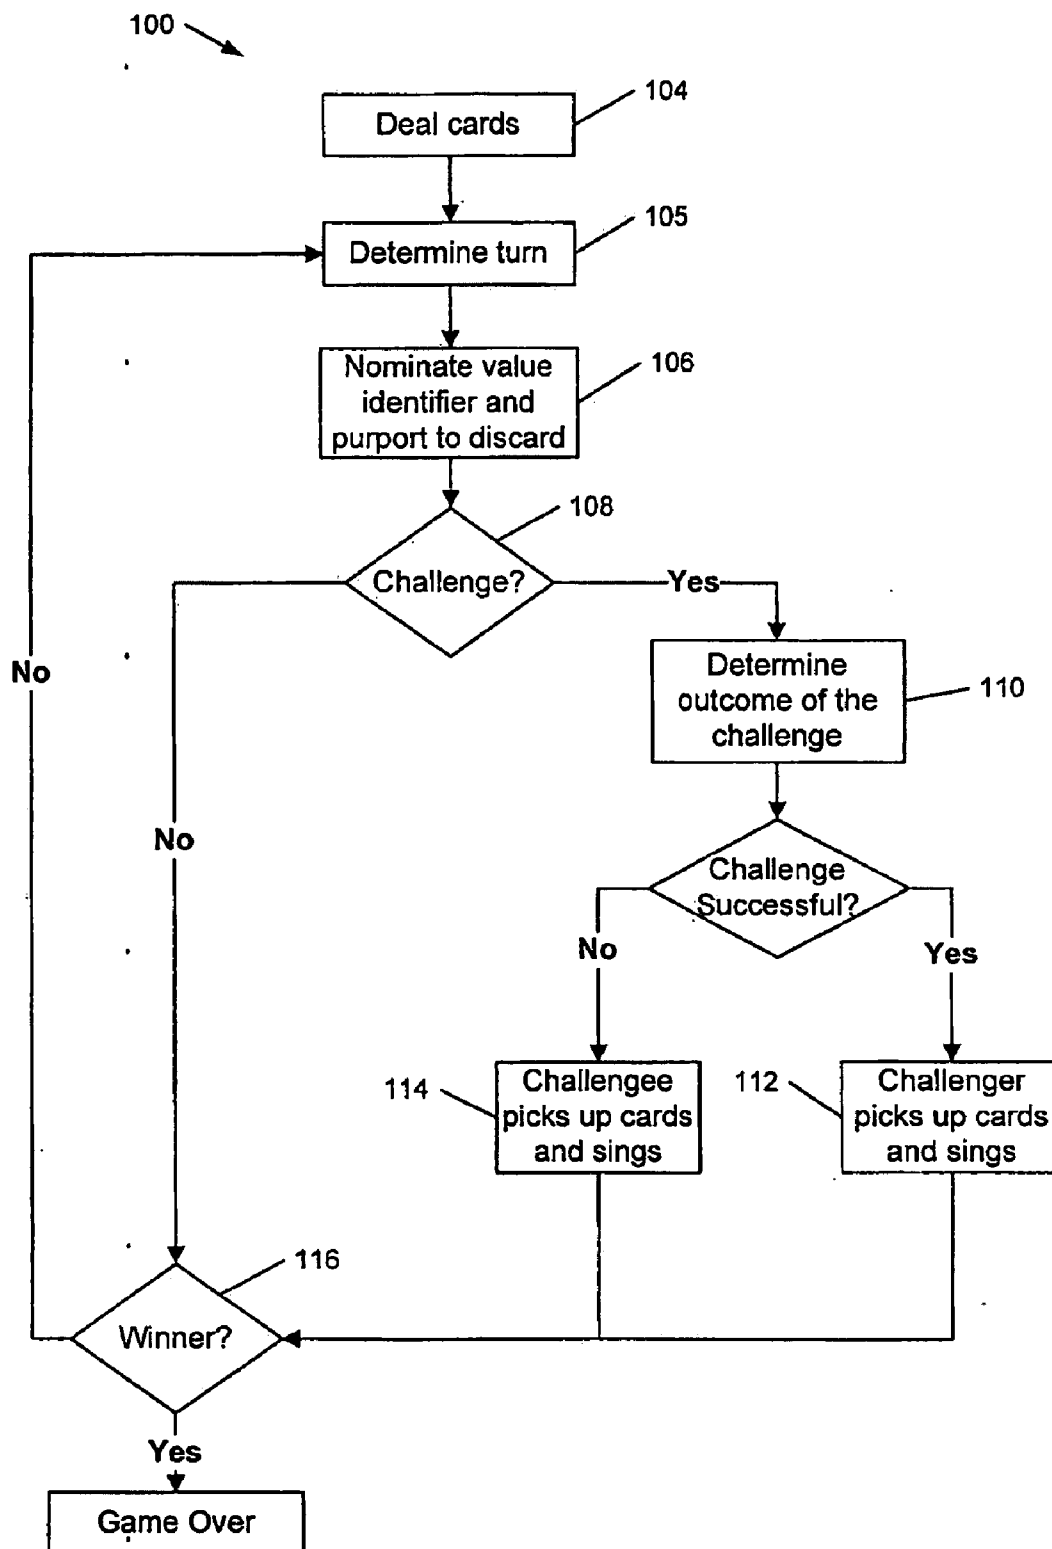 100
104
Deal cards
105
Determine turn
106
Nominate value
identifier and
purport to discard
108
Challenge?
Yes
No
Determine
outcome of the
challenge
110
No
Challenge
Successful?
No
Yes
114
Challengee
picks up cards
and sings
112
Challenger
picks up cards
and sings
116
Winner?
Yes
Game Over